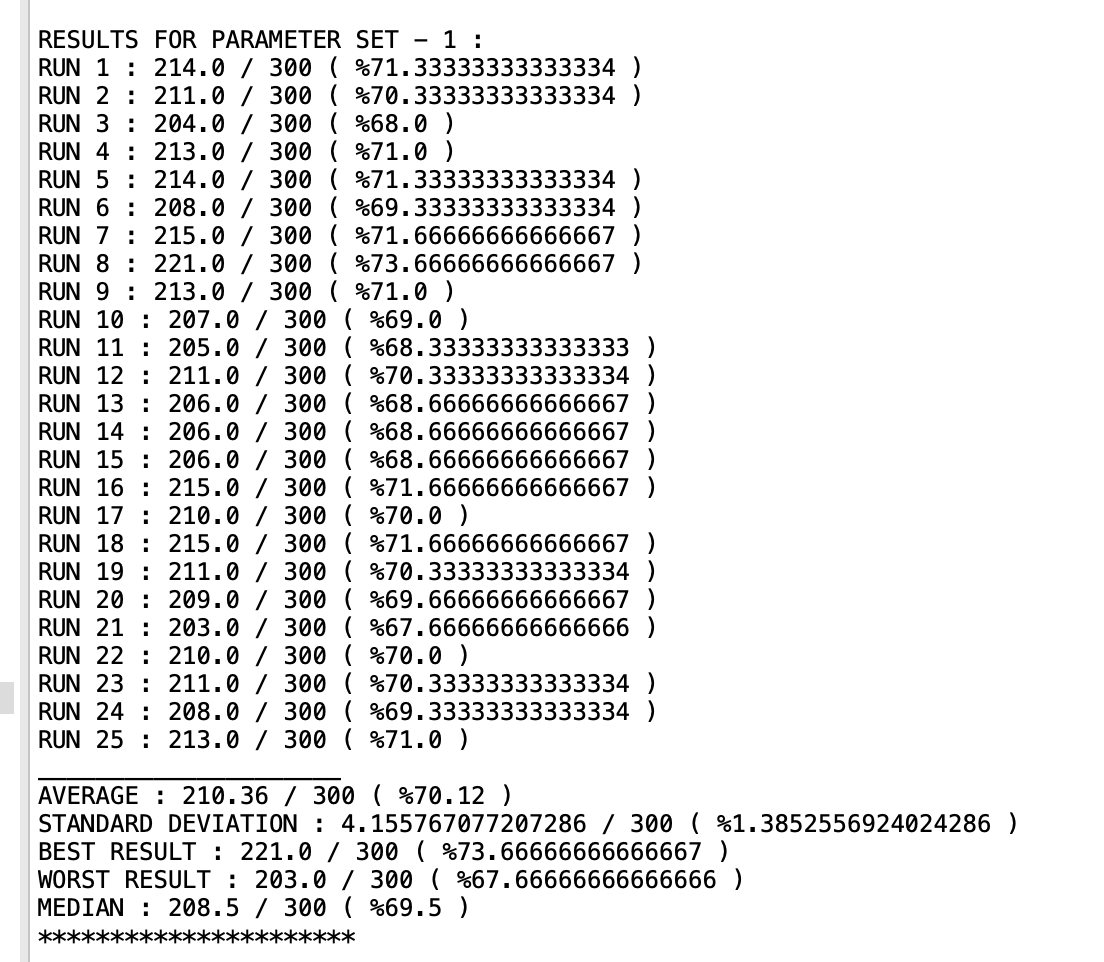 RESULTS FOR PARAMETER SET - 1 :
RUN 1 : 214.0 / 300 ( %71.33333333333334 )
RUN 2 : 211.0 / 300 ( %70.33333333333334 )
RUN 3 : 204.0 / 300 ( %68.0 )
RUN 4 : 213.0 / 300 ( %71.0 )
RUN 5 : 214.0 / 300 ( %71.33333333333334 )
RUN 6 : 208.0 / 300 ( %69.33333333333334 )
RUN 7 : 215.0 / 300 ( %71.66666666666667 )
RUN 8 : 221.0 / 300 ( %73.66666666666667 )
RUN 9 : 213.0 / 300 ( %71.0 )
RUN 10 : 207.0 / 300 ( %69.0 )
RUN 11 : 205.0 / 300 ( %68.33333333333333 )
RUN 12 : 211.0 / 300 ( %70.33333333333334 )
RUN 13 : 206.0 / 300 ( %68.66666666666667 )
RUN 14 : 206.0 / 300 ( %68.66666666666667 )
RUN 15 : 206.0 / 300 ( %68.66666666666667 )
RUN 16 : 215.0 / 300 ( %71.66666666666667 )
RUN 17 : 210.0 / 300 ( %70.0 )
RUN 18 : 215.0 / 300 ( %71.66666666666667 )
RUN 19 : 211.0 / 300 ( %70.33333333333334 )
RUN 20 : 209.0 / 300 ( %69.66666666666667 )
RUN 21 : 203.0 / 300 ( %67.66666666666666 )
RUN 22 : 210.0 / 300 ( %70.0 )
RUN 23 : 211.0 / 300 ( %70.33333333333334 )
RUN 24 : 208.0 / 300 ( %69.33333333333334 )
RUN 25 : 213.0 / 300 ( %71.0 )
_____________________
AVERAGE : 210.36 / 300 ( %70.12 )
STANDARD DEVIATION : 4.155767077207286 / 300 ( %1.3852556924024286 )
BEST RESULT : 221.0 / 300 ( %73.66666666666667 )
WORST RESULT : 203.0 / 300 ( %67.66666666666666 )
MEDIAN : 208.5 / 300 ( %69.5 )
**********************